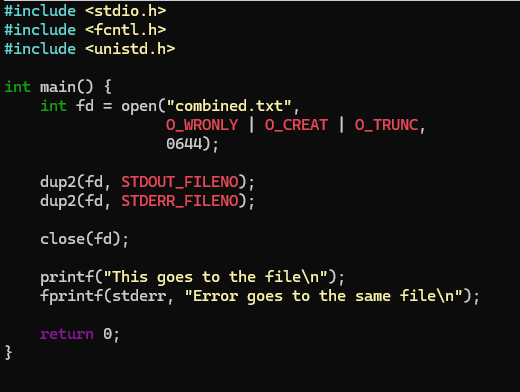 #include <stdio.h>
#include <fcntl.h>
#include <unistd.h>

int main() {
    int fd = open("combined.txt",
                  O_WRONLY | O_CREAT | O_TRUNC,
                  0644);

    dup2(fd, STDOUT_FILENO);
    dup2(fd, STDERR_FILENO);

    close(fd);

    printf("This goes to the file\n");
    fprintf(stderr, "Error goes to the same file\n");

    return 0;
}